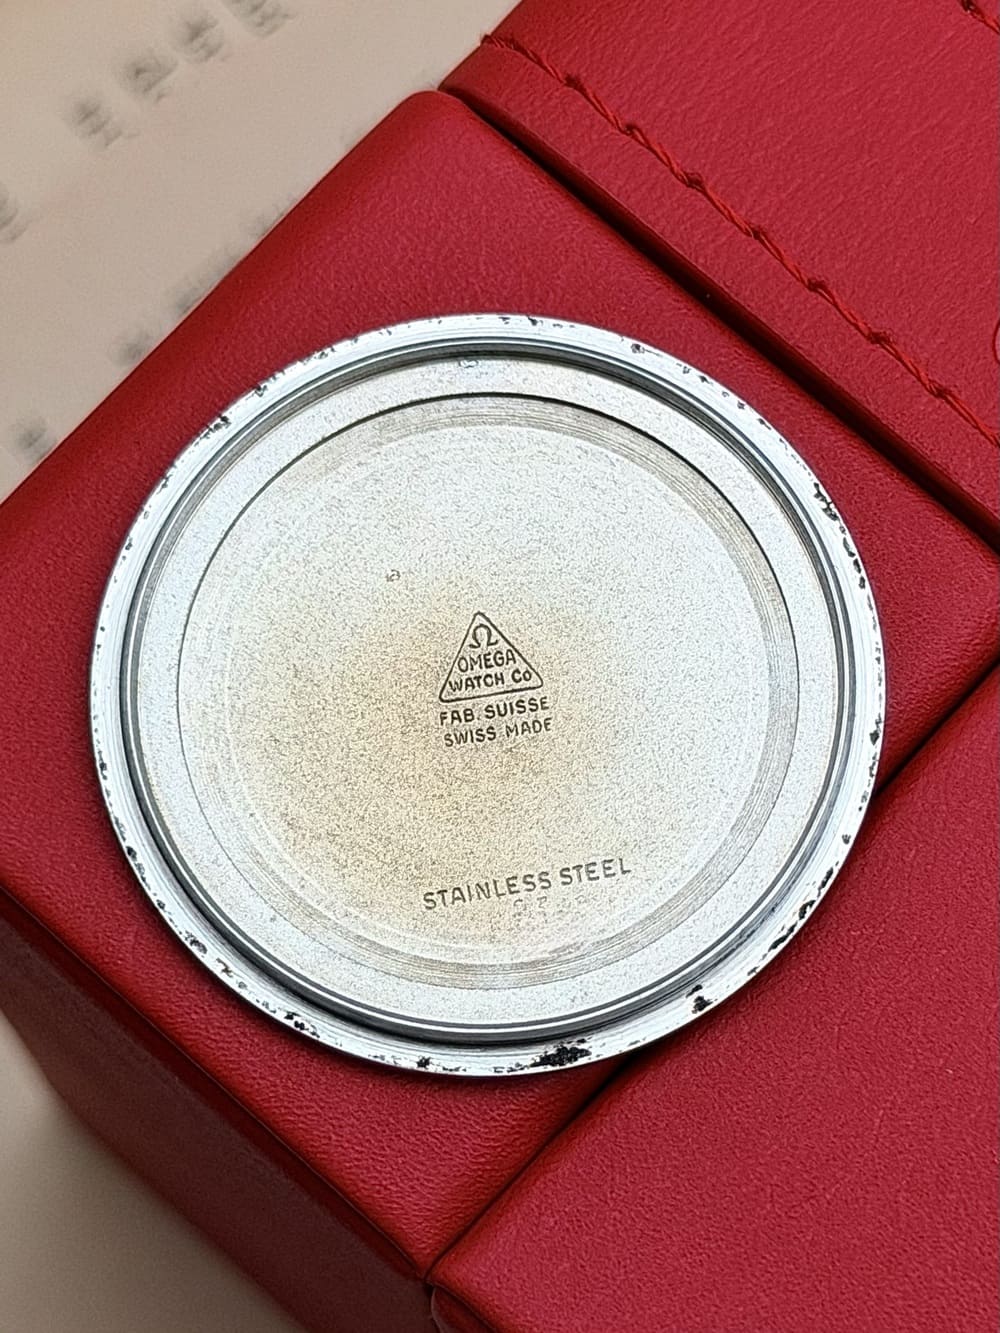 Ω
OMEGA
WATCH Co
FAB. SUISSE
SWISS MADE
STAINLESS STEEL